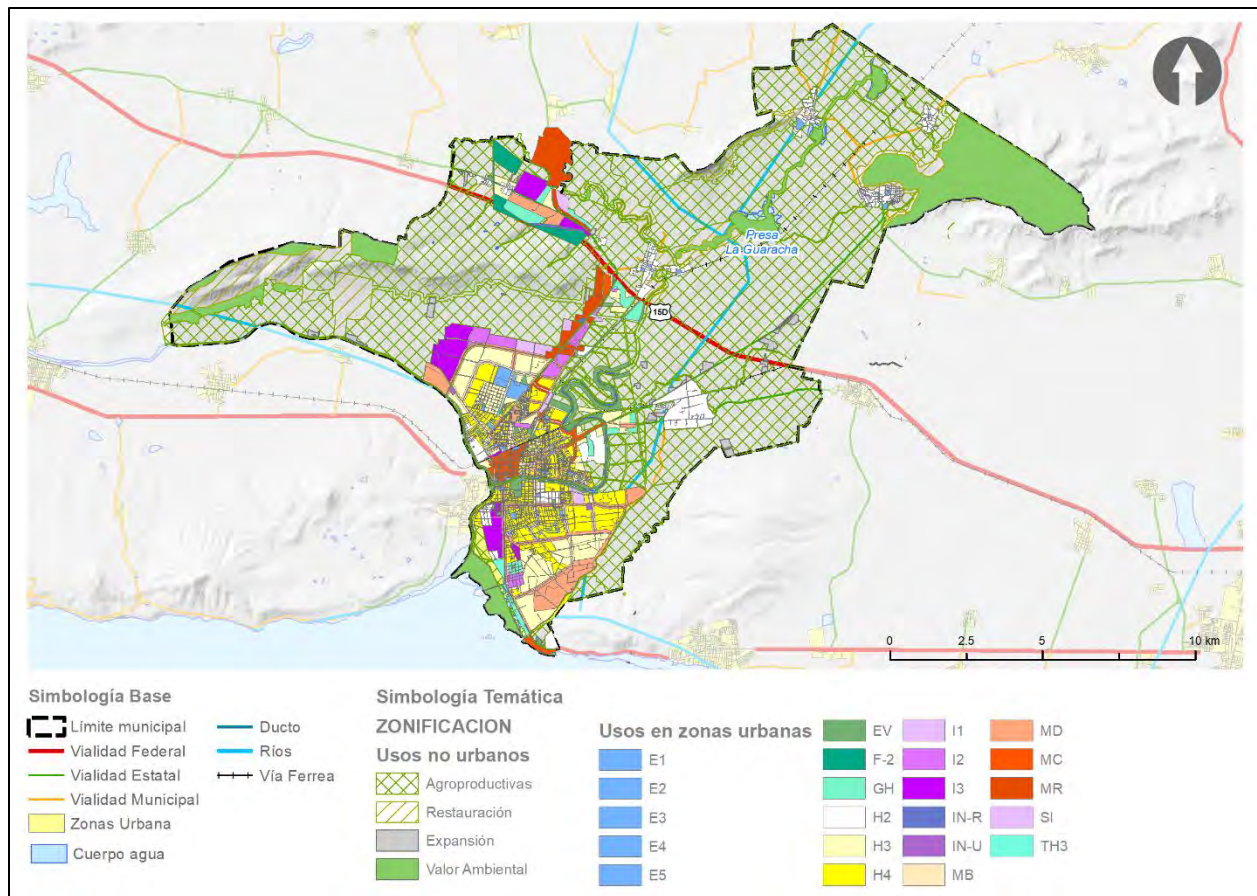 Presa
La Guaracha
15D
0 2.5 5 10 km
Simbología Base
Límite municipal
Vialidad Federal
Vialidad Estatal
Vialidad Municipal
Zonas Urbana
Cuerpo agua
Ducto
Ríos
Vía Ferrea
Simbología Temática
ZONIFICACION
Usos no urbanos
Agroproductivas
Restauración
Expansión
Valor Ambiental
Usos en zonas urbanas
E1
E2
E3
E4
E5
EV
F-2
GH
H2
H3
H4
I1
I2
I3
IN-R
IN-U
MB
MD
MC
MR
SI
TH3